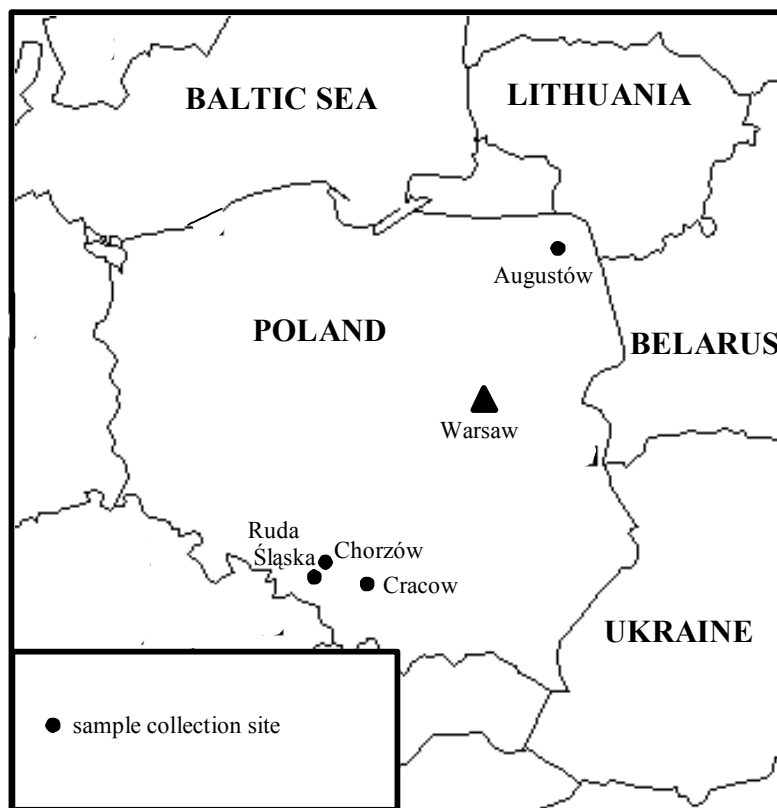 BALTIC SEA
LITHUANIA
Augustów
POLAND
BELARUS
Warsaw
Ruda
Śląska
Chorzów
Cracow
UKRAINE
sample collection site